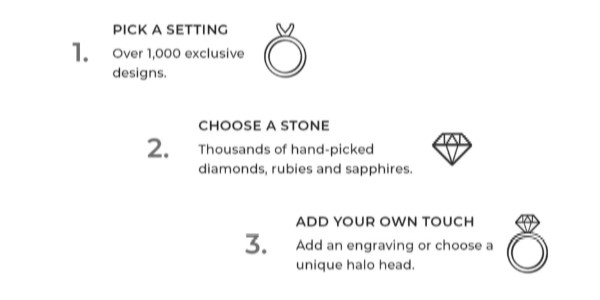 1.
PICK A SETTING
Over 1,000 exclusive
designs.
2.
CHOOSE A STONE
Thousands of hand-picked
diamonds, rubies and sapphires.
3.
ADD YOUR OWN TOUCH
Add an engraving or choose a
unique halo head.